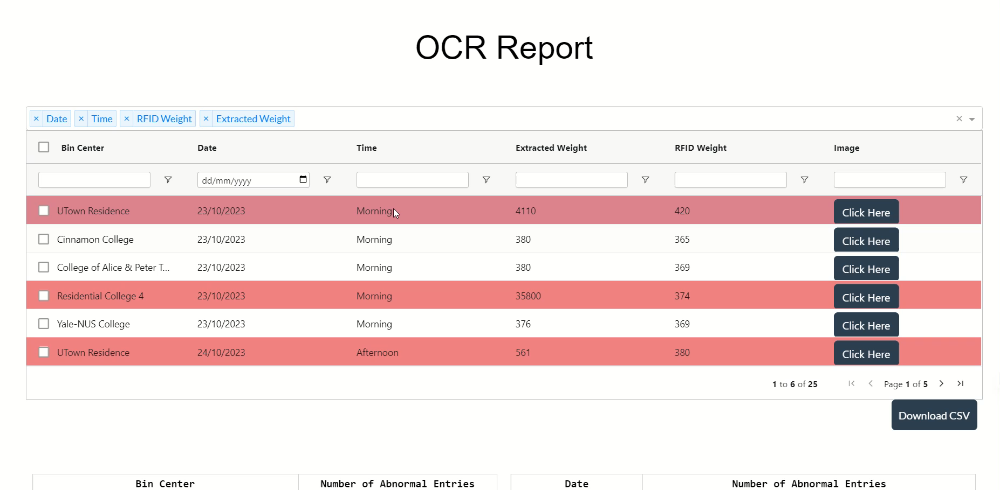 OCR Report
× Date × Time × RFID Weight × Extracted Weight
Bin Center Date Time Extracted Weight RFID Weight Image
dd/mm/yyyy
UTown Residence 23/10/2023 Morning 4110 420 Click Here
Cinnamon College 23/10/2023 Morning 380 365 Click Here
College of Alice & Peter T... 23/10/2023 Morning 380 369 Click Here
Residential College 4 23/10/2023 Morning 35800 374 Click Here
Yale-NUS College 23/10/2023 Morning 376 369 Click Here
UTown Residence 24/10/2023 Afternoon 561 380 Click Here
1 to 6 of 25 Page 1 of 5
Download CSV
Bin Center Number of Abnormal Entries Date Number of Abnormal Entries